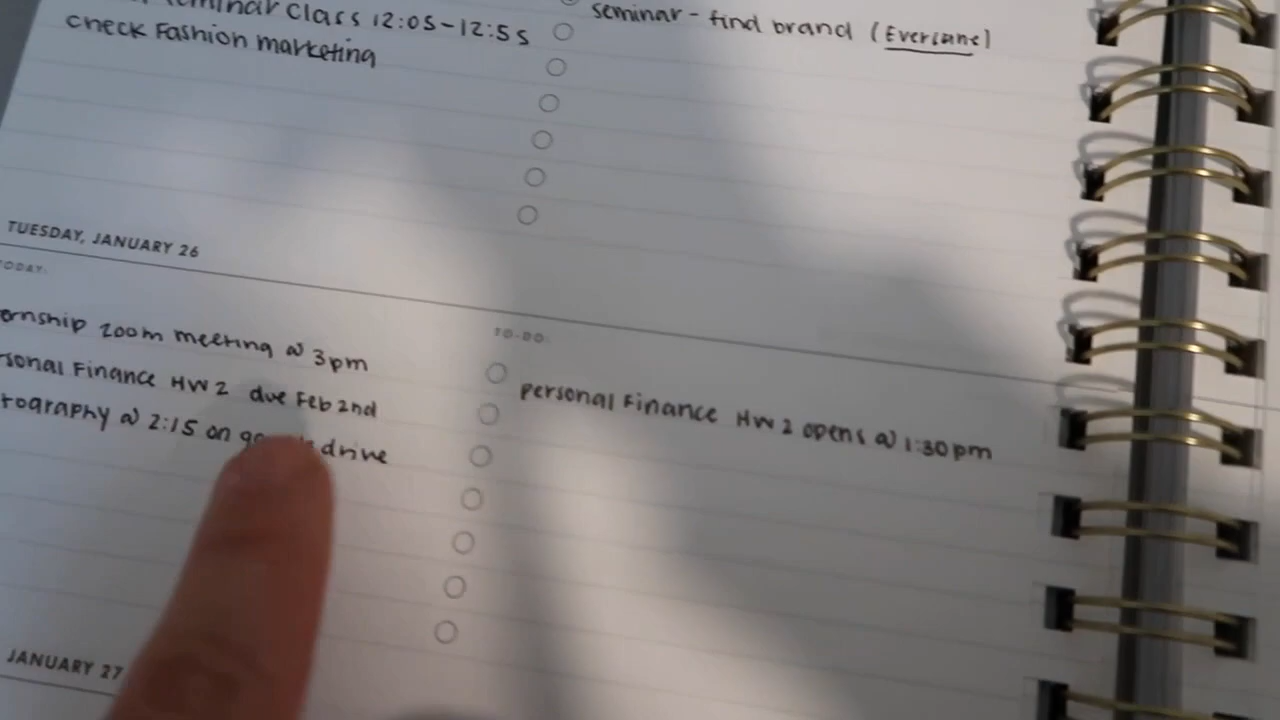 seminar class 12:05-12:55
check Fashion marketing
seminar - find brand (Everlane)
TUESDAY, JANUARY 26
TODAY:
ernship zoom meeting @ 3pm
rsonal Finance HW 2 due Feb 2nd
tography @ 2:15 on drive
TO-DO:
personal Finance HW 2 opens @ 1:30pm
JANUARY 27